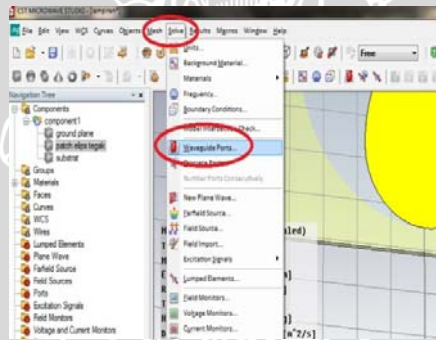 CST MICROWAVE STUDIO - [
File Edit View WCS Curves Objects Mesh Solve Results Macros Window Help
Free
Units...
Background Material...
Materials
Frequency...
Boundary Conditions...
Check...
Waveguide Ports...
Discrete Ports...
Number Ports Consecutively
New Plane Wave...
Farfield Source...
Field Source...
Field Import...
Excitation Signals
Lumped Elements...
Field Monitors...
Voltage Monitors...
Current Monitors...
Navigation Tree
Components
component1
ground plane
patch elips tegak
substrat
Groups
Materials
Faces
Curves
WCS
Wires
Lumped Elements
Plane Wave
Farfield Source
Field Sources
Ports
Excitation Signals
Field Monitors
Voltage and Current Monitors
m^2/s]